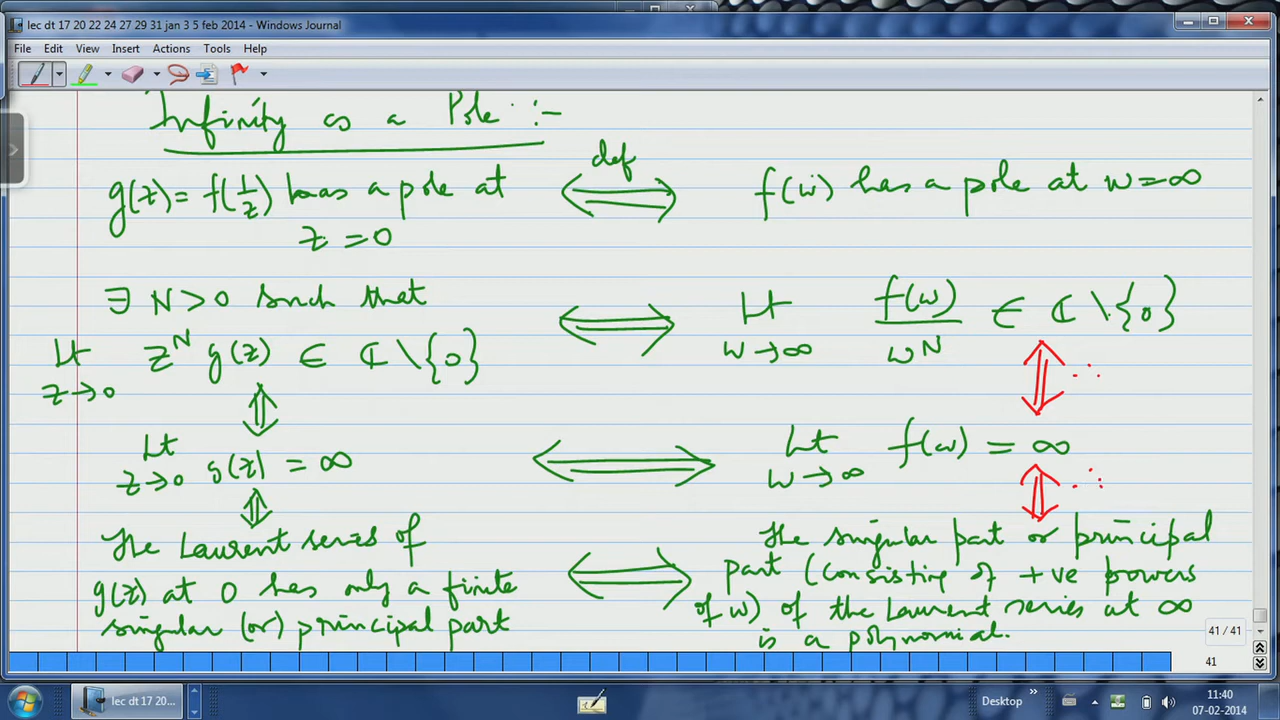 lec dt 17 20 22 24 27 29 31 jan 3 5 feb 2014 - Windows Journal
File Edit View Insert Actions Tools Help
Infinity as a Pole :-
g(z) = f(1/z) has a pole at z = 0
def
⟺
f(w) has a pole at w = ∞
∃ N > 0 such that
Lt z→0 z^N g(z) ∈ ℂ \ {0}
⟺
Lt w→∞ f(w)/w^N ∈ ℂ \ {0}
⇕
⇕ ∴
Lt z→0 g(z) = ∞
⟺
Lt w→∞ f(w) = ∞
⇕
⇕ ∴
The Laurent series of
g(z) at 0 has only a finite
singular (or) principal part
⟺
The singular part or principal
part (consisting of +ve powers
of w) of the Laurent series at ∞
is a polynomial.
41 / 41
41
lec dt 17 20...
Desktop »
11:40
07-02-2014